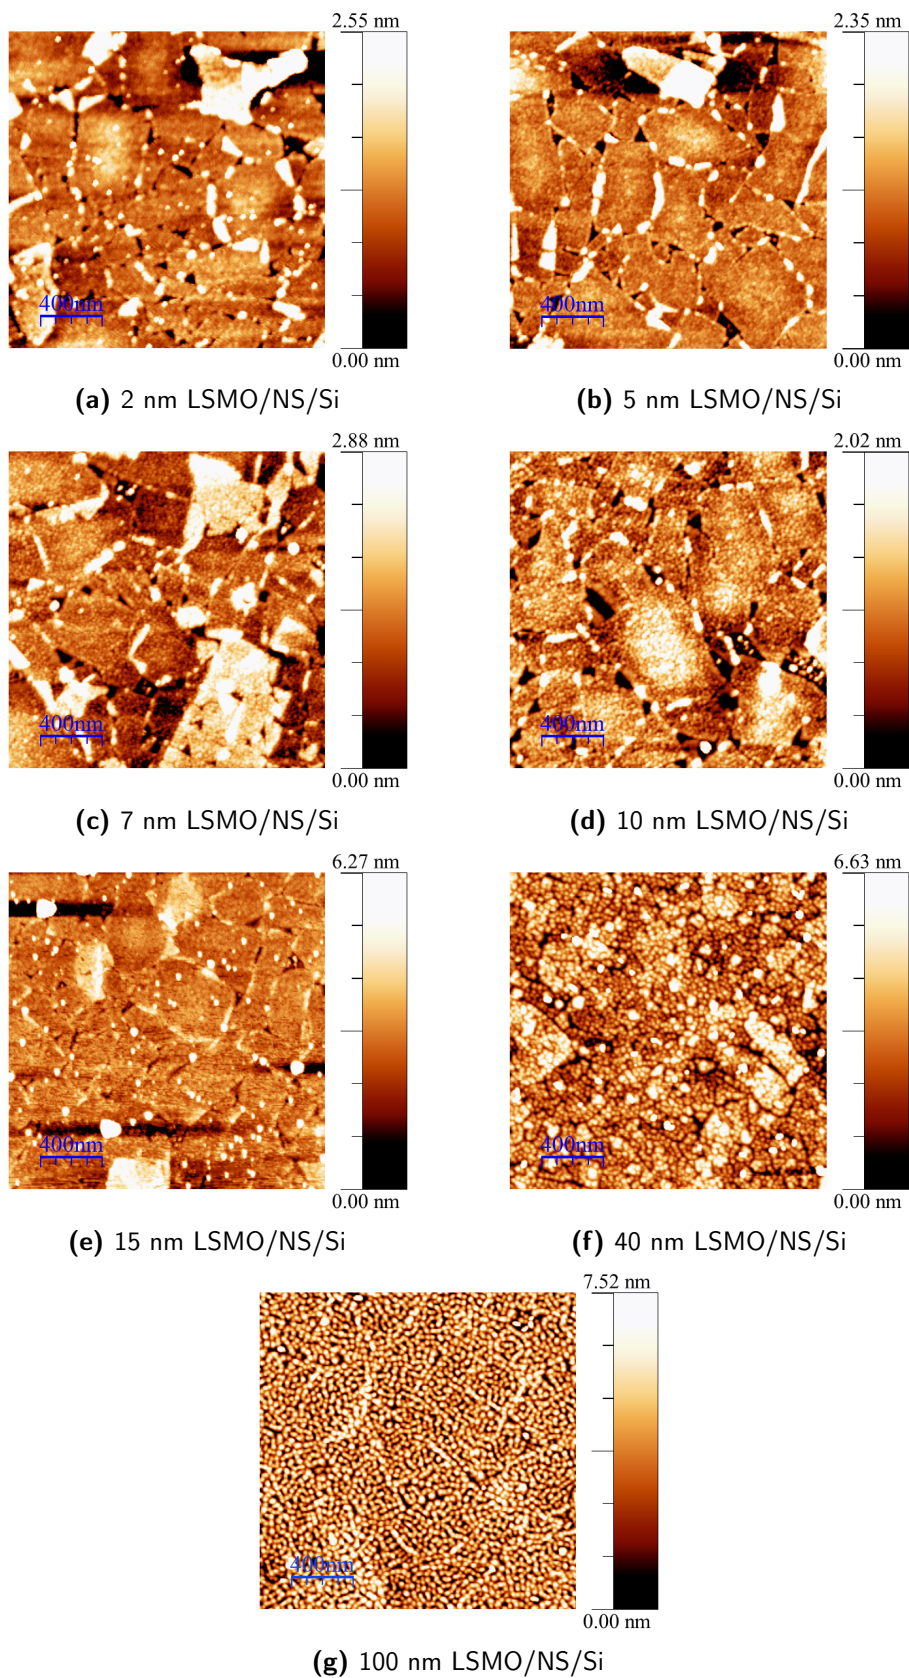 2.55 nm
400nm
0.00 nm
(a) 2 nm LSMO/NS/Si
2.35 nm
400nm
0.00 nm
(b) 5 nm LSMO/NS/Si
2.88 nm
400nm
0.00 nm
(c) 7 nm LSMO/NS/Si
2.02 nm
400nm
0.00 nm
(d) 10 nm LSMO/NS/Si
6.27 nm
400nm
0.00 nm
(e) 15 nm LSMO/NS/Si
6.63 nm
400nm
0.00 nm
(f) 40 nm LSMO/NS/Si
7.52 nm
400nm
0.00 nm
(g) 100 nm LSMO/NS/Si